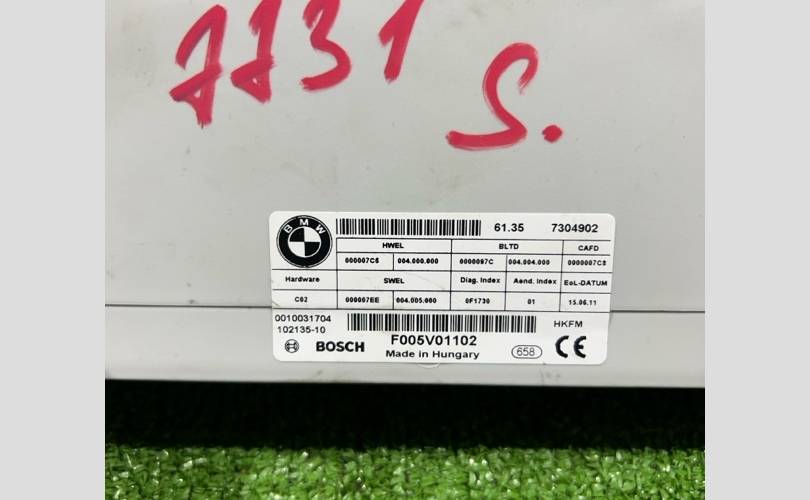 7731
S.
BMW
61.35 7304902
HWEL BLTD CAFD
000007C6 004.000.000 0000097C 004.004.000 0000007C8
Hardware SWEL Diag. Index Aend. Index EoL-DATUM
C02 000007EE 004.005.000 0F1730 01 15.06.11
0010031704
102135-10
HKFM
BOSCH F005V01102
Made in Hungary 658 CE